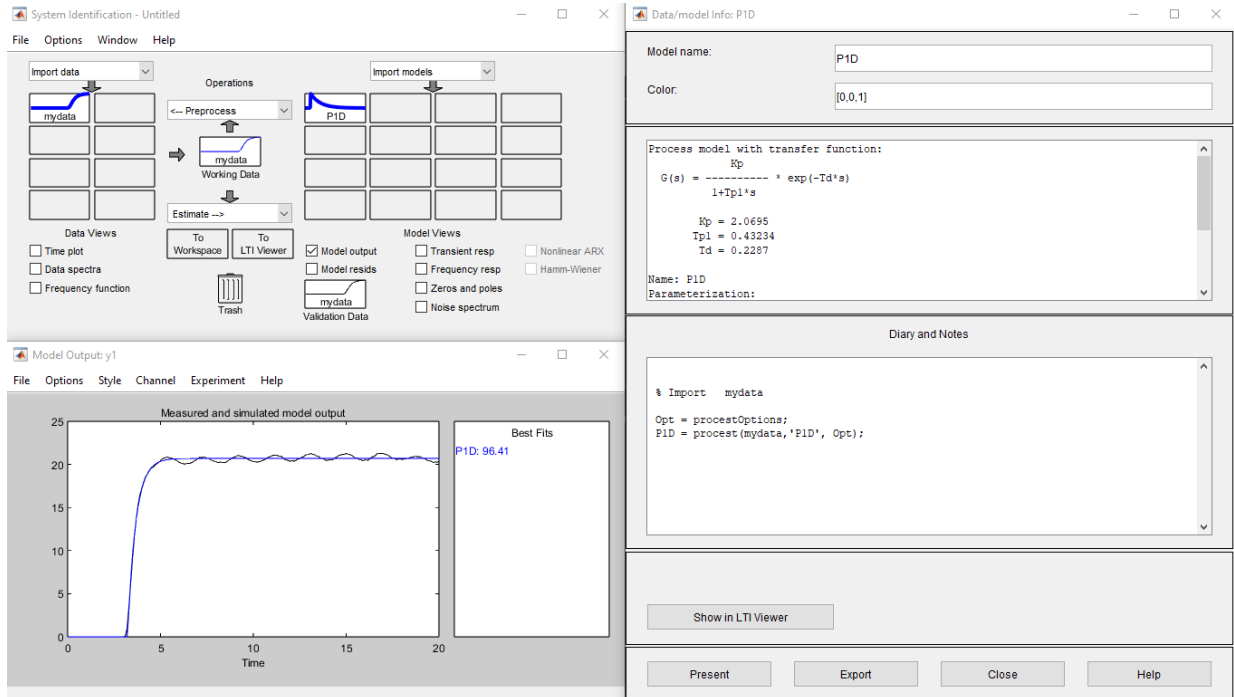 System Identification - Untitled
File Options Window Help
Import data
Operations
Import models
mydata
<-- Preprocess
P1D
mydata
Working Data
Estimate -->
Data Views
To
Workspace
To
LTI Viewer
Model Views
Time plot
Data spectra
Frequency function
Trash
Model output
Model resids
mydata
Validation Data
Transient resp
Frequency resp
Zeros and poles
Noise spectrum
Nonlinear ARX
Hamm-Wiener
Model Output: y1
File Options Style Channel Experiment Help
Measured and simulated model output
25
20
15
10
5
0
0 5 10 15 20
Time
Best Fits
P1D: 96.41
Data/model Info: P1D
Model name:
P1D
Color:
[0,0,1]
Process model with transfer function:
Kp
G(s) = ---------- * exp(-Td*s)
1+Tp1*s
Kp = 2.0695
Tp1 = 0.43234
Td = 0.2287
Name: P1D
Parameterization:
Diary and Notes
% Import mydata
Opt = procestOptions;
P1D = procest(mydata,'P1D', Opt);
Show in LTI Viewer
Present
Export
Close
Help